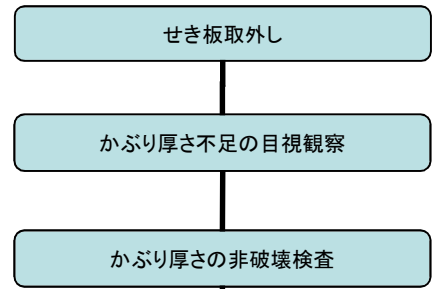 せき板取外し
かぶり厚さ不足の目視観察
かぶり厚さの非破壊検査